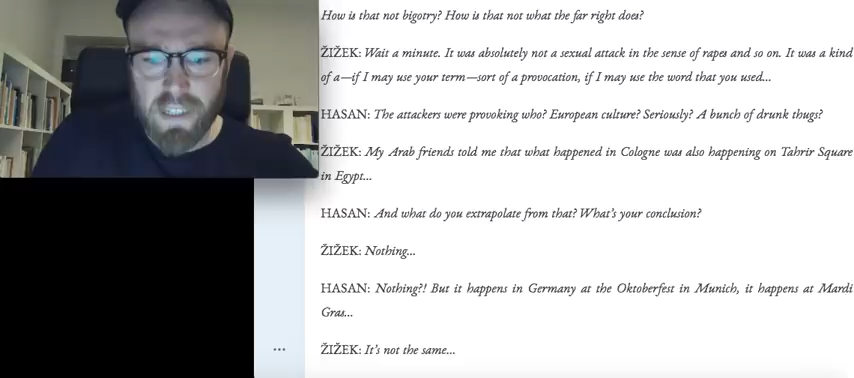 How is that not bigotry? How is that not what the far right does?
ŽIŽEK: Wait a minute. It was absolutely not a sexual attack in the sense of rapes and so on. It was a kind
of a—if I may use your term—sort of a provocation, if I may use the word that you used...
HASAN: The attackers were provoking who? European culture? Seriously? A bunch of drunk thugs?
ŽIŽEK: My Arab friends told me that what happened in Cologne was also happening on Tahrir Square
in Egypt...
HASAN: And what do you extrapolate from that? What's your conclusion?
ŽIŽEK: Nothing...
HASAN: Nothing?! But it happens in Germany at the Oktoberfest in Munich, it happens at Mardi
Gras...
ŽIŽEK: It's not the same...